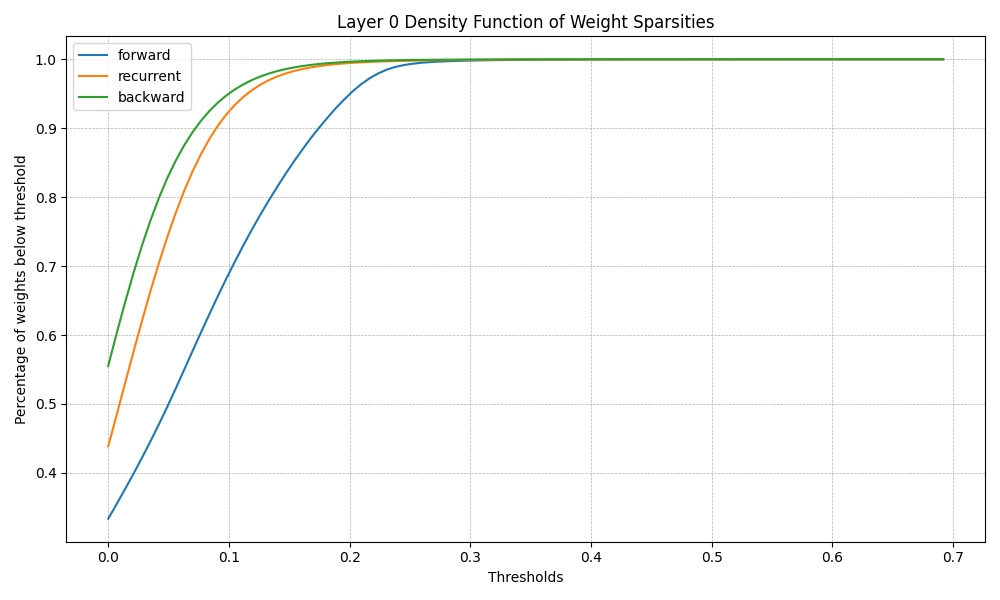 Layer 0 Density Function of Weight Sparsities
forward
recurrent
backward
Percentage of weights below threshold
1.0
0.9
0.8
0.7
0.6
0.5
0.4
0.0
0.1
0.2
0.3
0.4
0.5
0.6
0.7
Thresholds